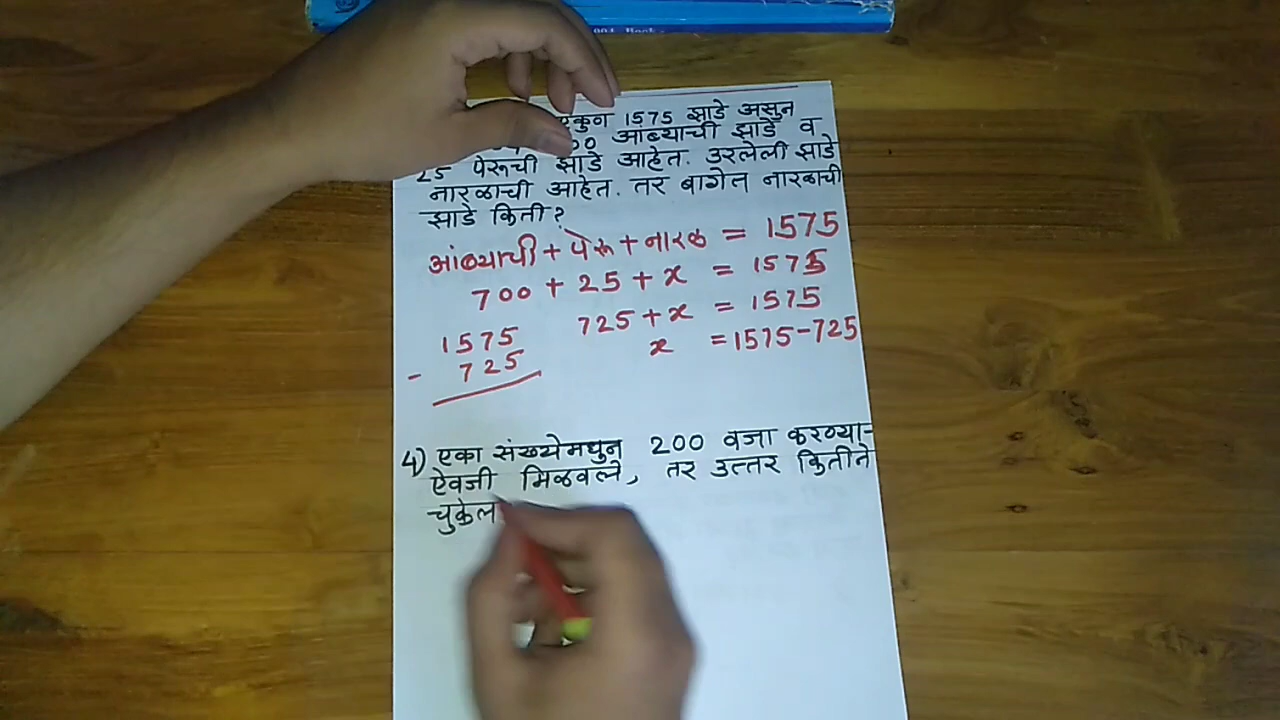 एकुण 1575 झाडे असुन
00 आंब्याची झाडे व
25 पेरूची झाडे आहेत. उरलेली झाडे
नारळाची आहेत. तर बागेत नारळाची
झाडे किती?
आंब्याची + पेरू + नारळ = 1575
700 + 25 + x = 1575
725 + x = 1575
x = 1575 - 725
1575
- 725
4) एका संख्येमधुन 200 वजा करण्या-
ऐवजी मिळवले, तर उत्तर कितीने
चुकेल